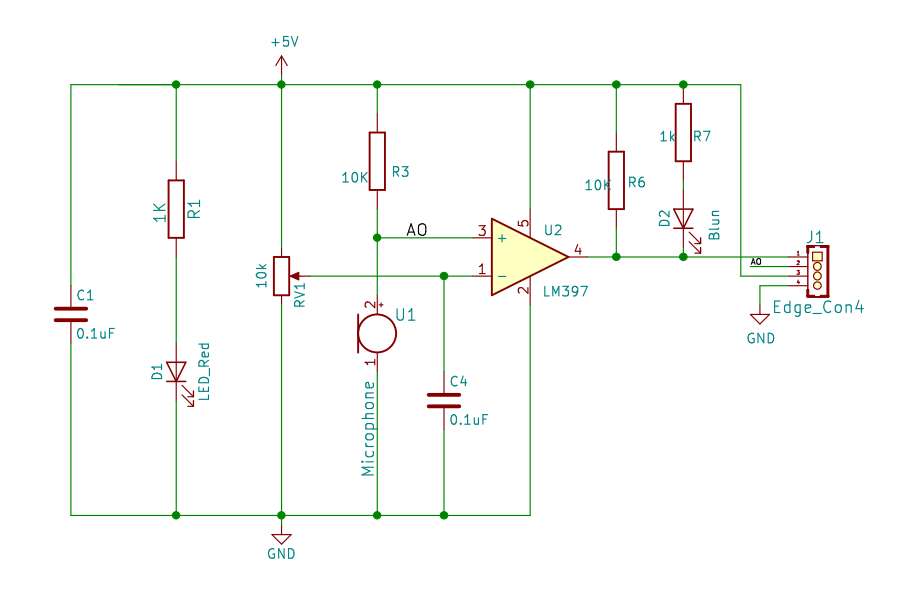 +5V
1K
R1
10K
R3
AO
10k
RV1
3
+
1
−
5
2
4
U2
LM397
10K
R6
1k
R7
D2
Blun
J1
1
2
3
4
AO
Edge_Con4
GND
C1
0.1uF
D1
LED_Red
2
+
U1
1
Microphone
C4
0.1uF
GND